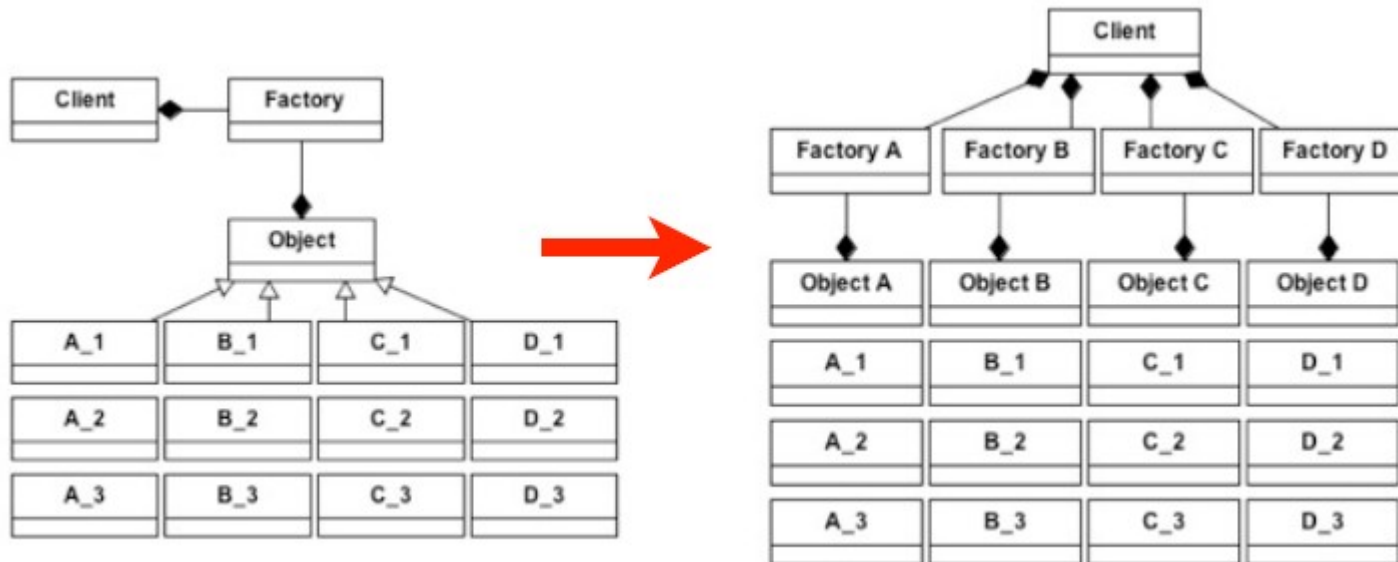 Client
Factory
Object
A_1
B_1
C_1
D_1
A_2
B_2
C_2
D_2
A_3
B_3
C_3
D_3
Client
Factory A
Factory B
Factory C
Factory D
Object A
Object B
Object C
Object D
A_1
B_1
C_1
D_1
A_2
B_2
C_2
D_2
A_3
B_3
C_3
D_3